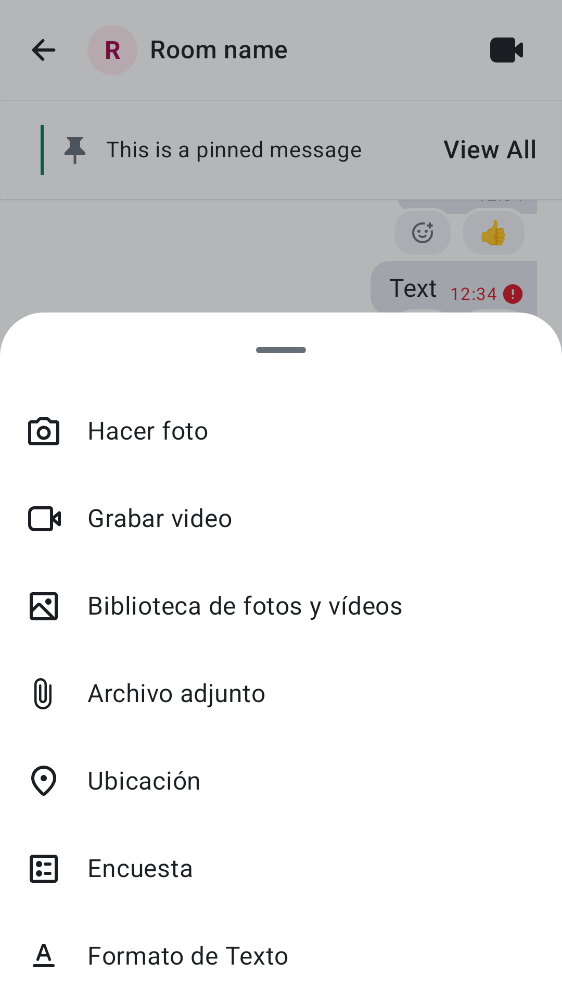 R Room name
This is a pinned message View All
Text 12:34
Hacer foto
Grabar video
Biblioteca de fotos y vídeos
Archivo adjunto
Ubicación
Encuesta
Formato de Texto